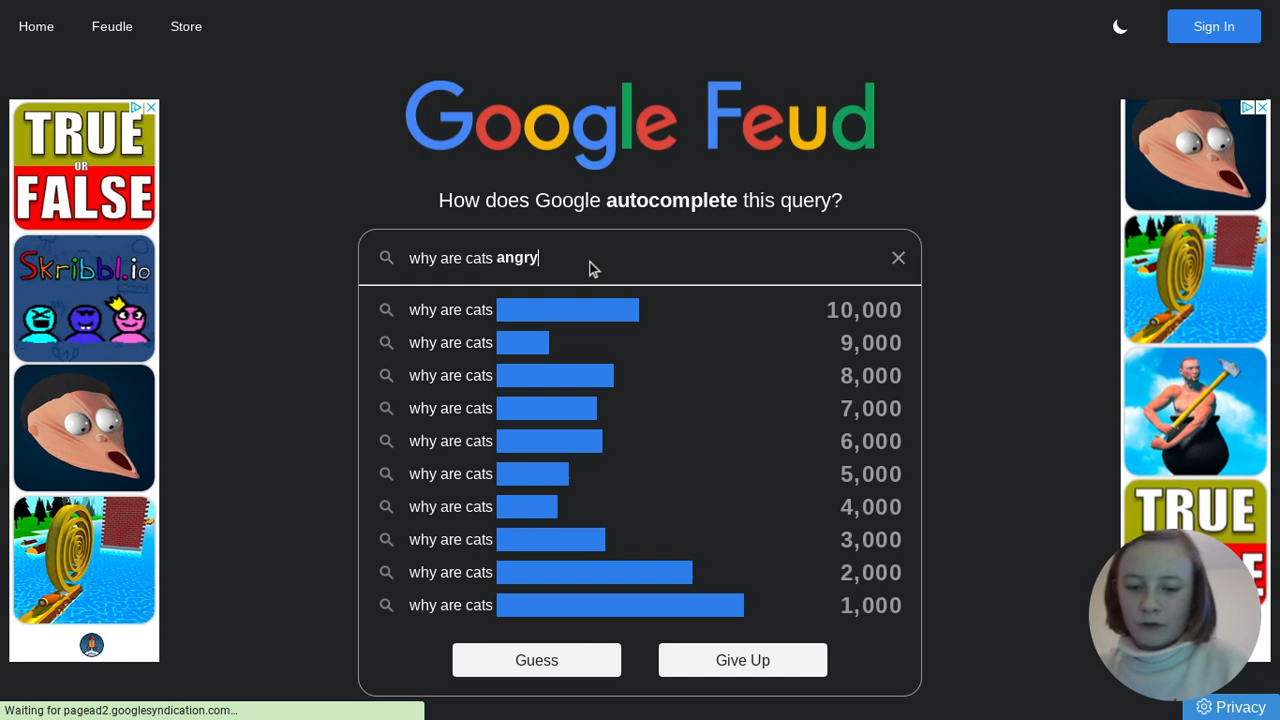 Home
Feudle
Store
Sign In
Google Feud
How does Google autocomplete this query?
why are cats angry
why are cats 10,000
why are cats 9,000
why are cats 8,000
why are cats 7,000
why are cats 6,000
why are cats 5,000
why are cats 4,000
why are cats 3,000
why are cats 2,000
why are cats 1,000
Guess
Give Up
TRUE
OR
FALSE
Skribbl.io
TRUE
Waiting for pagead2.googlesyndication.com...
Privacy